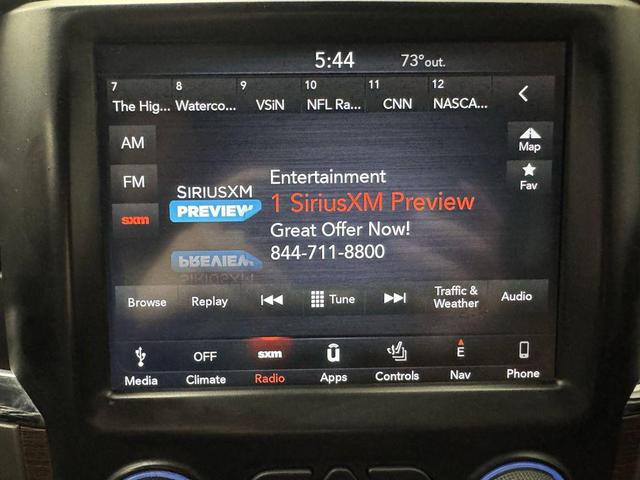 5:44 73°out.
7 8 9 10 11 12
The Hig... Waterco... VSiN NFL Ra... CNN NASCA...
AM
Map
FM
Fav
sxm
SIRIUSXM
PREVIEW
Entertainment
1 SiriusXM Preview
Great Offer Now!
844-711-8800
PREVIEW
SIRIUSXM
Browse Replay Tune Traffic & Weather Audio
OFF sxm ū E
Media Climate Radio Apps Controls Nav Phone